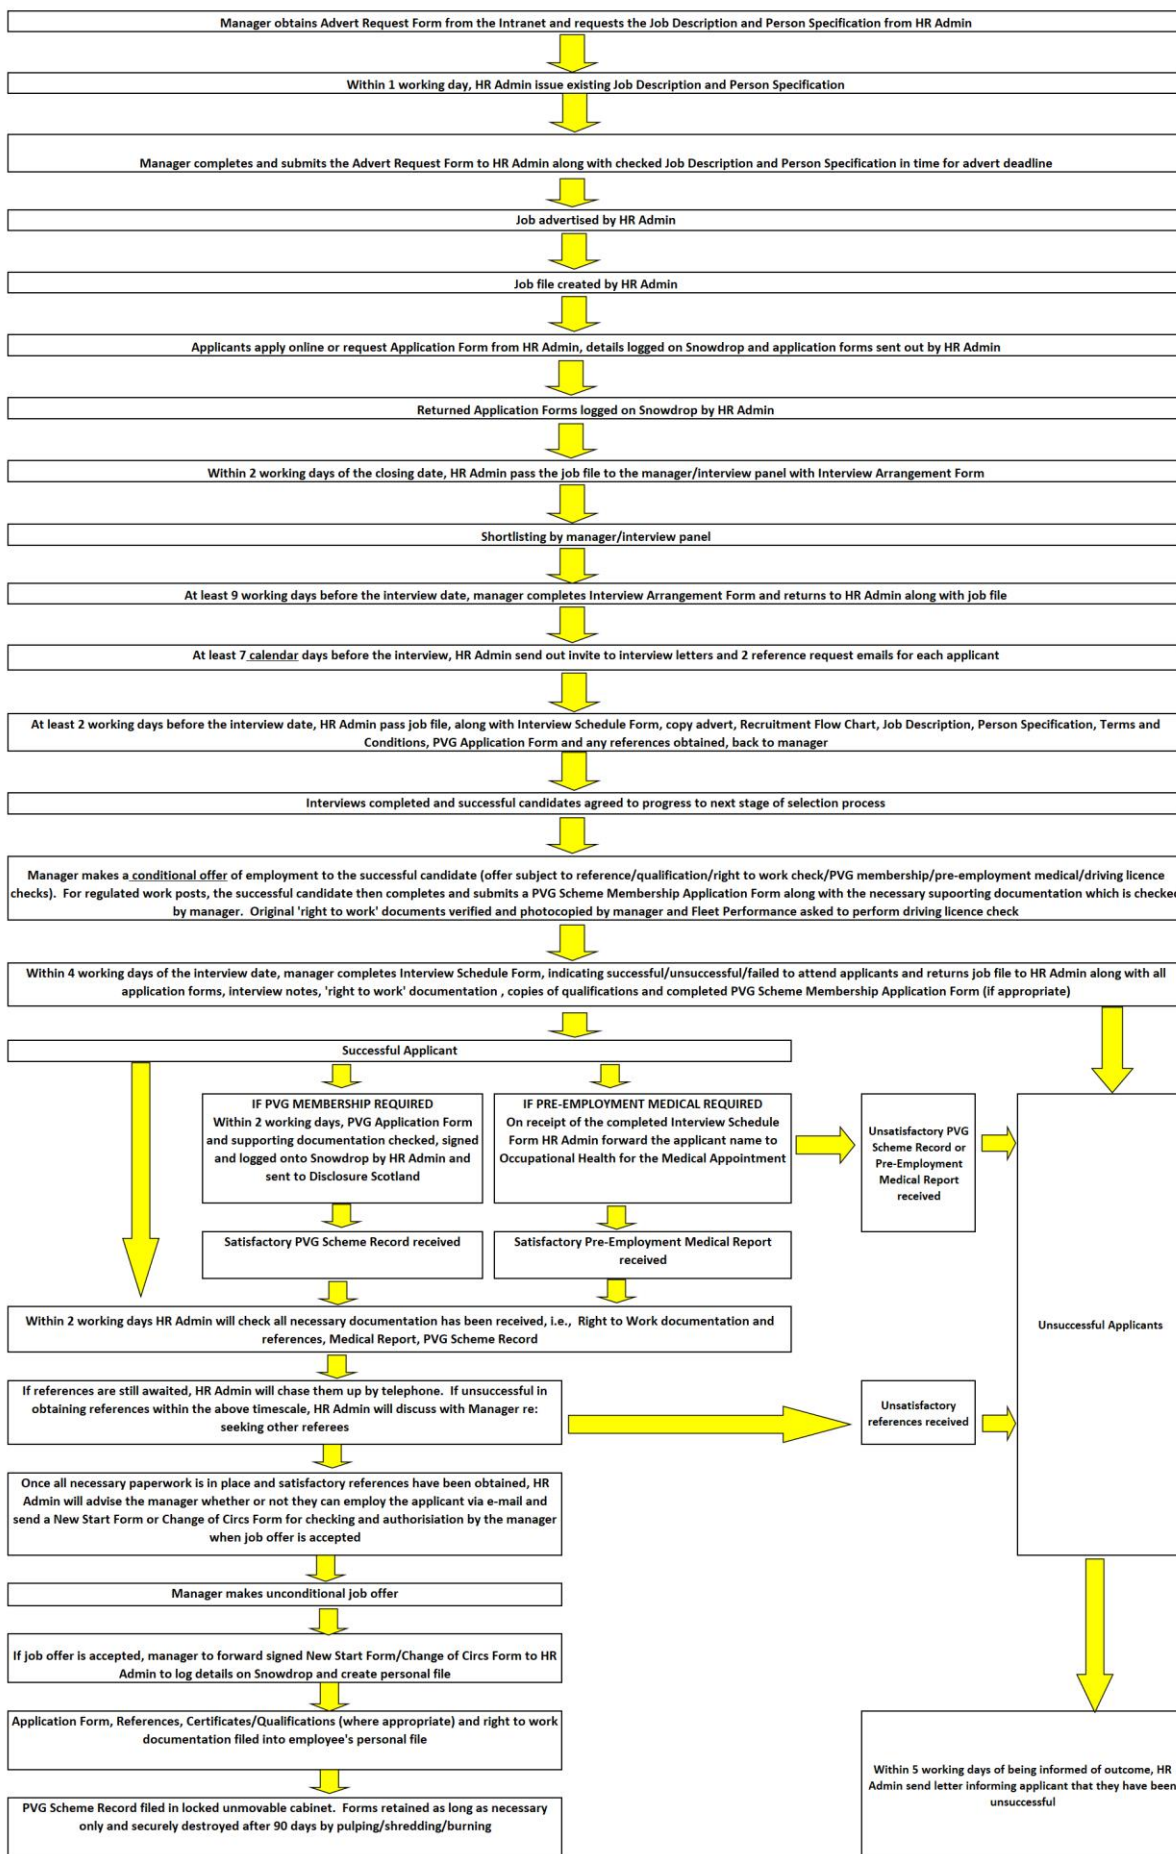 Manager obtains Advert Request Form from the Intranet and requests the Job Description and Person Specification from HR Admin
Within 1 working day, HR Admin issue existing Job Description and Person Specification
Manager completes and submits the Advert Request Form to HR Admin along with checked Job Description and Person Specification in time for advert deadline
Job advertised by HR Admin
Job file created by HR Admin
Applicants apply online or request Application Form from HR Admin, details logged on Snowdrop and application forms sent out by HR Admin
Returned Application Forms logged on Snowdrop by HR Admin
Within 2 working days of the closing date, HR Admin pass the job file to the manager/interview panel with Interview Arrangement Form
Shortlisting by manager/interview panel
At least 9 working days before the interview date, manager completes Interview Arrangement Form and returns to HR Admin along with job file
At least 7 calendar days before the interview, HR Admin send out invite to interview letters and 2 reference request emails for each applicant
At least 2 working days before the interview date, HR Admin pass job file, along with Interview Schedule Form, copy advert, Recruitment Flow Chart, Job Description, Person Specification, Terms and
Conditions, PVG Application Form and any references obtained, back to manager
Interviews completed and successful candidates agreed to progress to next stage of selection process
Manager makes a conditional offer of employment to the successful candidate (offer subject to reference/qualification/right to work check/PVG membership/pre-employment medical/driving licence
checks). For regulated work posts, the successful candidate then completes and submits a PVG Scheme Membership Application Form along with the necessary supoorting documentation which is checked
by manager. Original 'right to work' documents verified and photocopied by manager and Fleet Performance asked to perform driving licence check
Within 4 working days of the interview date, manager completes Interview Schedule Form, indicating successful/unsuccessful/failed to attend applicants and returns job file to HR Admin along with all
application forms, interview notes, 'right to work' documentation , copies of qualifications and completed PVG Scheme Membership Application Form (if appropriate)
Successful Applicant
IF PVG MEMBERSHIP REQUIRED
Within 2 working days, PVG Application Form
and supporting documentation checked, signed
and logged onto Snowdrop by HR Admin and
sent to Disclosure Scotland
IF PRE-EMPLOYMENT MEDICAL REQUIRED
On receipt of the completed Interview Schedule
Form HR Admin forward the applicant name to
Occupational Health for the Medical Appointment
Unsatisfactory PVG
Scheme Record or
Pre-Employment
Medical Report
received
Satisfactory PVG Scheme Record received
Satisfactory Pre-Employment Medical Report
received
Within 2 working days HR Admin will check all necessary documentation has been received, i.e., Right to Work documentation and
references, Medical Report, PVG Scheme Record
Unsuccessful Applicants
If references are still awaited, HR Admin will chase them up by telephone. If unsuccessful in
obtaining references within the above timescale, HR Admin will discuss with Manager re:
seeking other referees
Unsatisfactory
references received
Once all necessary paperwork is in place and satisfactory references have been obtained, HR
Admin will advise the manager whether or not they can employ the applicant via e-mail and
send a New Start Form or Change of Circs Form for checking and authorisiation by the manager
when job offer is accepted
Manager makes unconditional job offer
If job offer is accepted, manager to forward signed New Start Form/Change of Circs Form to HR
Admin to log details on Snowdrop and create personal file
Application Form, References, Certificates/Qualifications (where appropriate) and right to work
documentation filed into employee's personal file
Within 5 working days of being informed of outcome, HR
Admin send letter informing applicant that they have been
unsuccessful
PVG Scheme Record filed in locked unmovable cabinet. Forms retained as long as necessary
only and securely destroyed after 90 days by pulping/shredding/burning